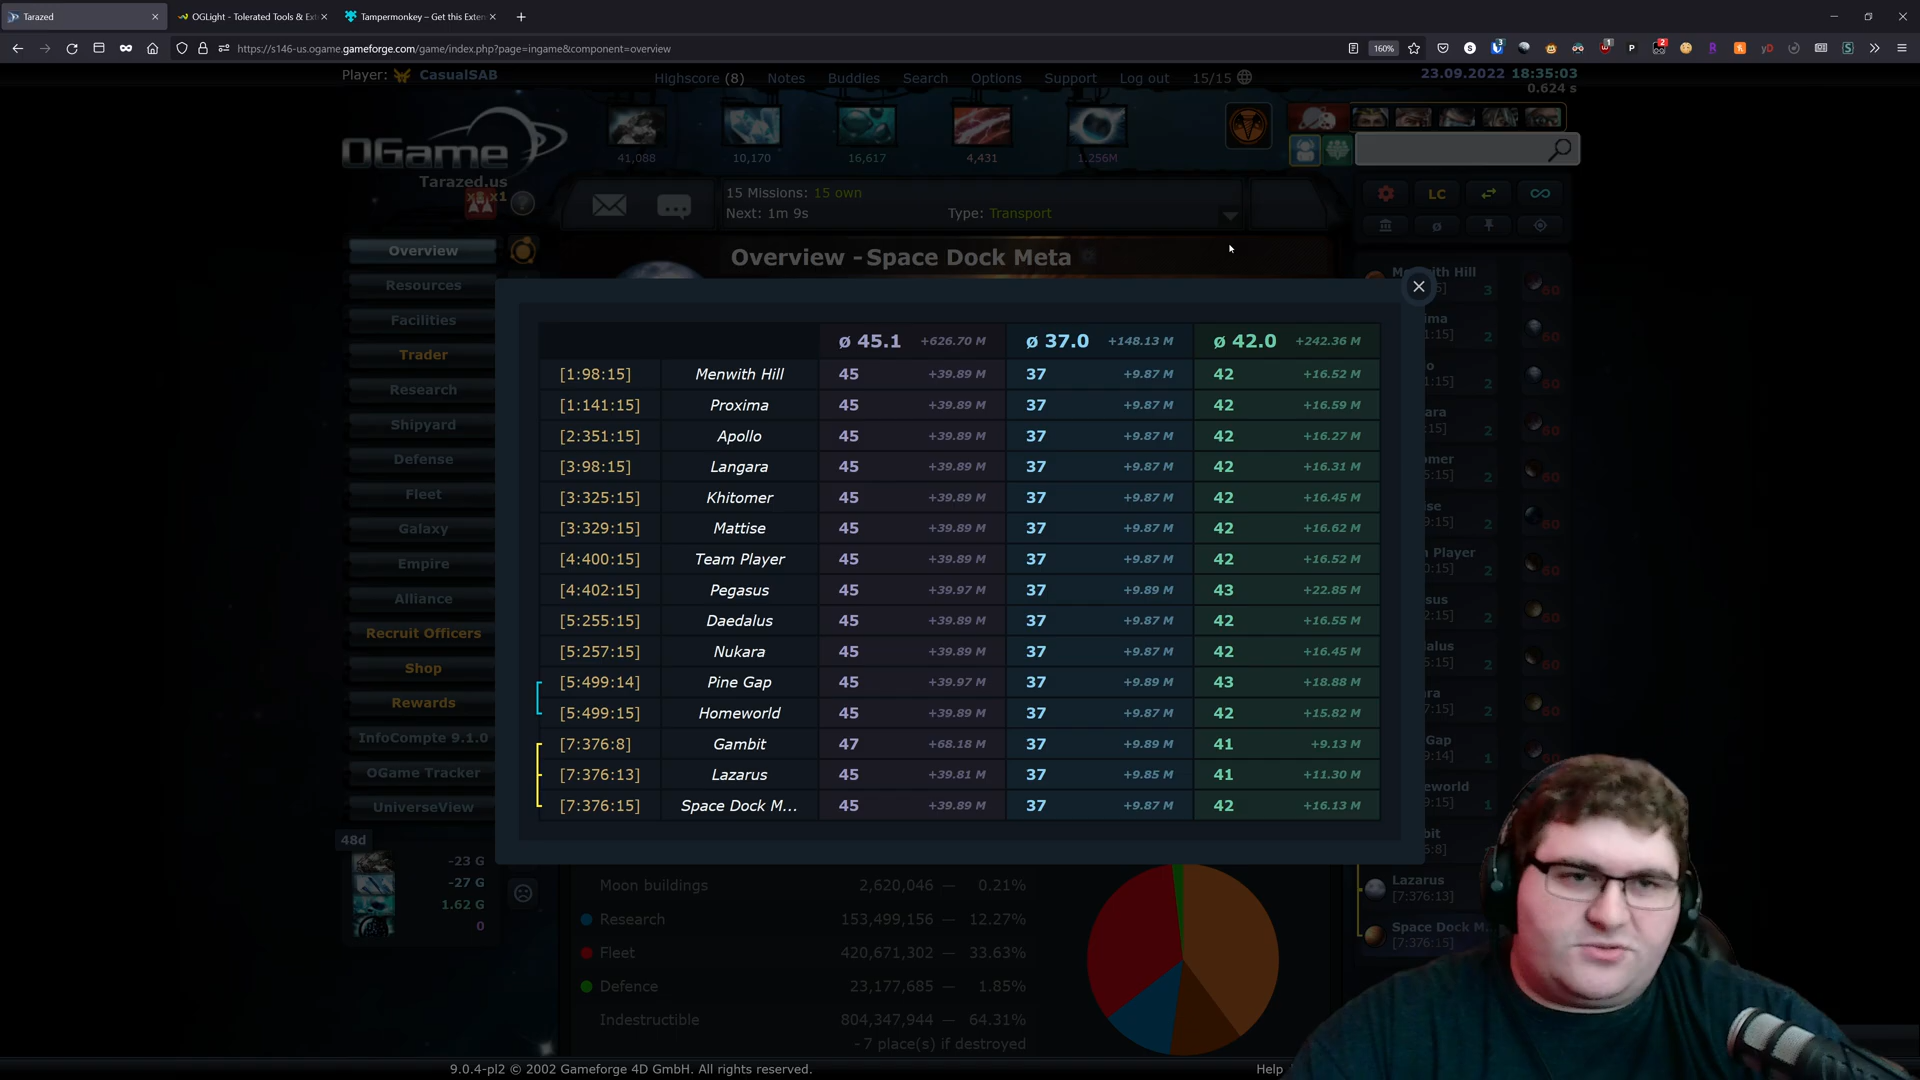 Tarazed
OGLight - Tolerated Tools & Ext
Tampermonkey – Get this Exten
https://s146-us.ogame.gameforge.com/game/index.php?page=ingame&component=overview
160%
Player: CasualSAB
Highscore (8) Notes Buddies Search Options Support Log out 15/15
23.09.2022 18:35:03
0.624 s
OGame
Tarazed.us
x1
41,088 10,170 16,617 4,431 1.256M
15 Missions: 15 own
Next: 1m 9s Type: Transport
LC
Overview - Space Dock Meta
Overview
Resources
Facilities
Trader
Research
Shipyard
Defense
Fleet
Galaxy
Empire
Alliance
Recruit Officers
Shop
Rewards
InfoCompte 9.1.0
OGame Tracker
UniverseView
48d
-23 G
-27 G
1.62 G
0
ø 45.1 +626.70 M ø 37.0 +148.13 M ø 42.0 +242.36 M
[1:98:15] Menwith Hill 45 +39.89 M 37 +9.87 M 42 +16.52 M
[1:141:15] Proxima 45 +39.89 M 37 +9.87 M 42 +16.59 M
[2:351:15] Apollo 45 +39.89 M 37 +9.87 M 42 +16.27 M
[3:98:15] Langara 45 +39.89 M 37 +9.87 M 42 +16.31 M
[3:325:15] Khitomer 45 +39.89 M 37 +9.87 M 42 +16.45 M
[3:329:15] Mattise 45 +39.89 M 37 +9.87 M 42 +16.62 M
[4:400:15] Team Player 45 +39.89 M 37 +9.87 M 42 +16.52 M
[4:402:15] Pegasus 45 +39.97 M 37 +9.89 M 43 +22.85 M
[5:255:15] Daedalus 45 +39.89 M 37 +9.87 M 42 +16.55 M
[5:257:15] Nukara 45 +39.89 M 37 +9.87 M 42 +16.45 M
[5:499:14] Pine Gap 45 +39.97 M 37 +9.89 M 43 +18.88 M
[5:499:15] Homeworld 45 +39.89 M 37 +9.87 M 42 +15.82 M
[7:376:8] Gambit 47 +68.18 M 37 +9.89 M 41 +9.13 M
[7:376:13] Lazarus 45 +39.81 M 37 +9.85 M 41 +11.30 M
[7:376:15] Space Dock M... 45 +39.89 M 37 +9.87 M 42 +16.13 M
Moon buildings 2,620,046 — 0.21%
Research 153,499,156 — 12.27%
Fleet 420,671,302 — 33.63%
Defence 23,177,685 — 1.85%
Indestructible 804,347,944 — 64.31%
- 7 place(s) if destroyed
Lazarus
[7:376:13]
Space Dock M.
[7:376:15]
9.0.4-pl2 © 2002 Gameforge 4D GmbH. All rights reserved.
Help